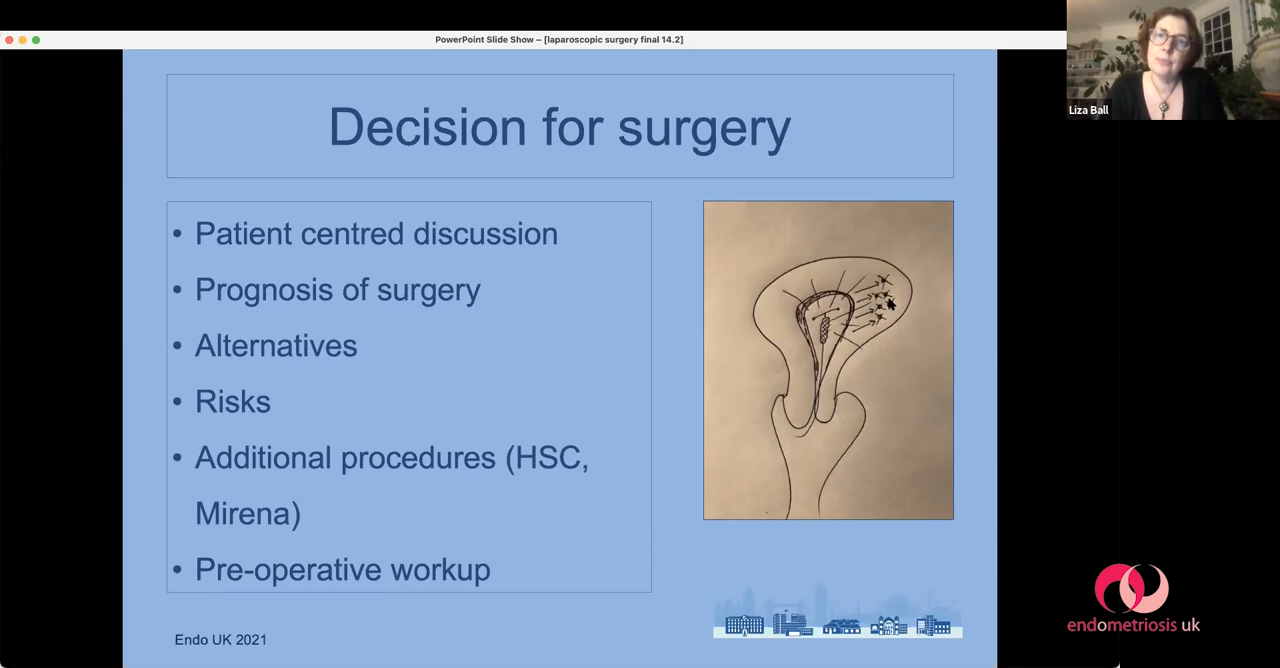 PowerPoint Slide Show – [laparoscopic surgery final 14.2]
Liza Ball
Decision for surgery
• Patient centred discussion
• Prognosis of surgery
• Alternatives
• Risks
• Additional procedures (HSC,
Mirena)
• Pre-operative workup
Endo UK 2021
endometriosis uk